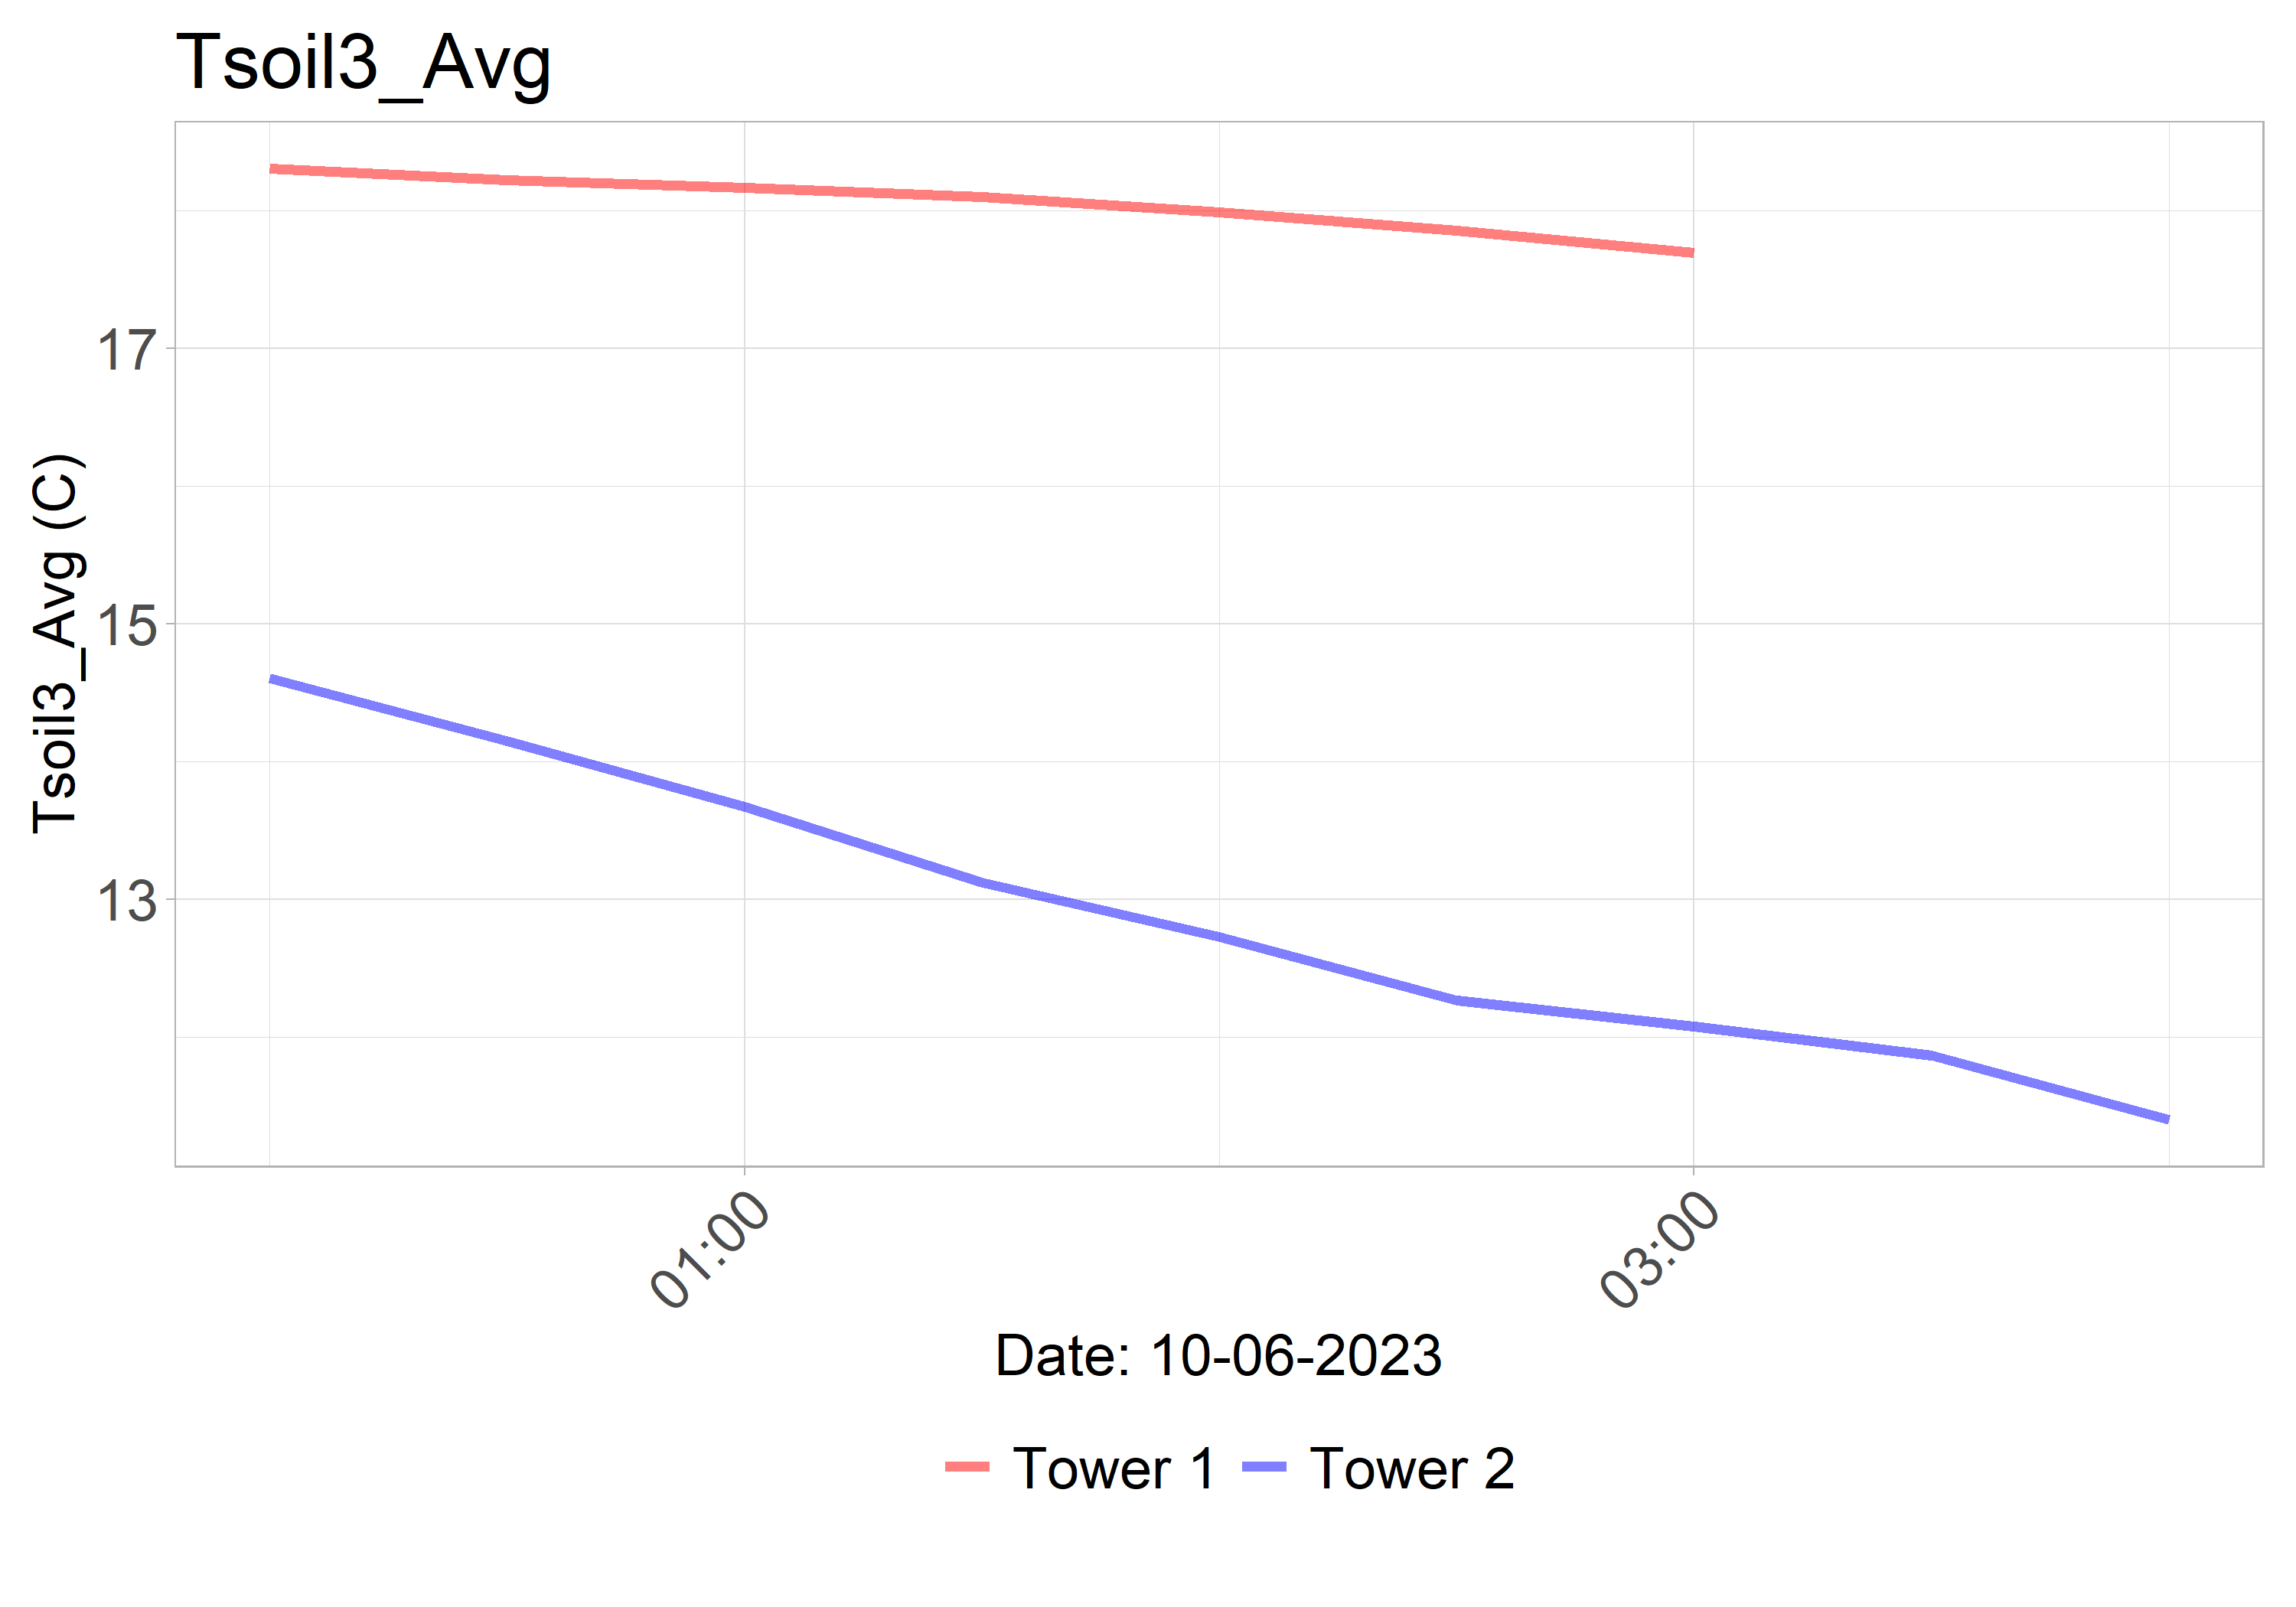 Tsoil3_Avg
Tsoil3_Avg (C)
17
15
13
01:00
03:00
Date: 10-06-2023
Tower 1
Tower 2